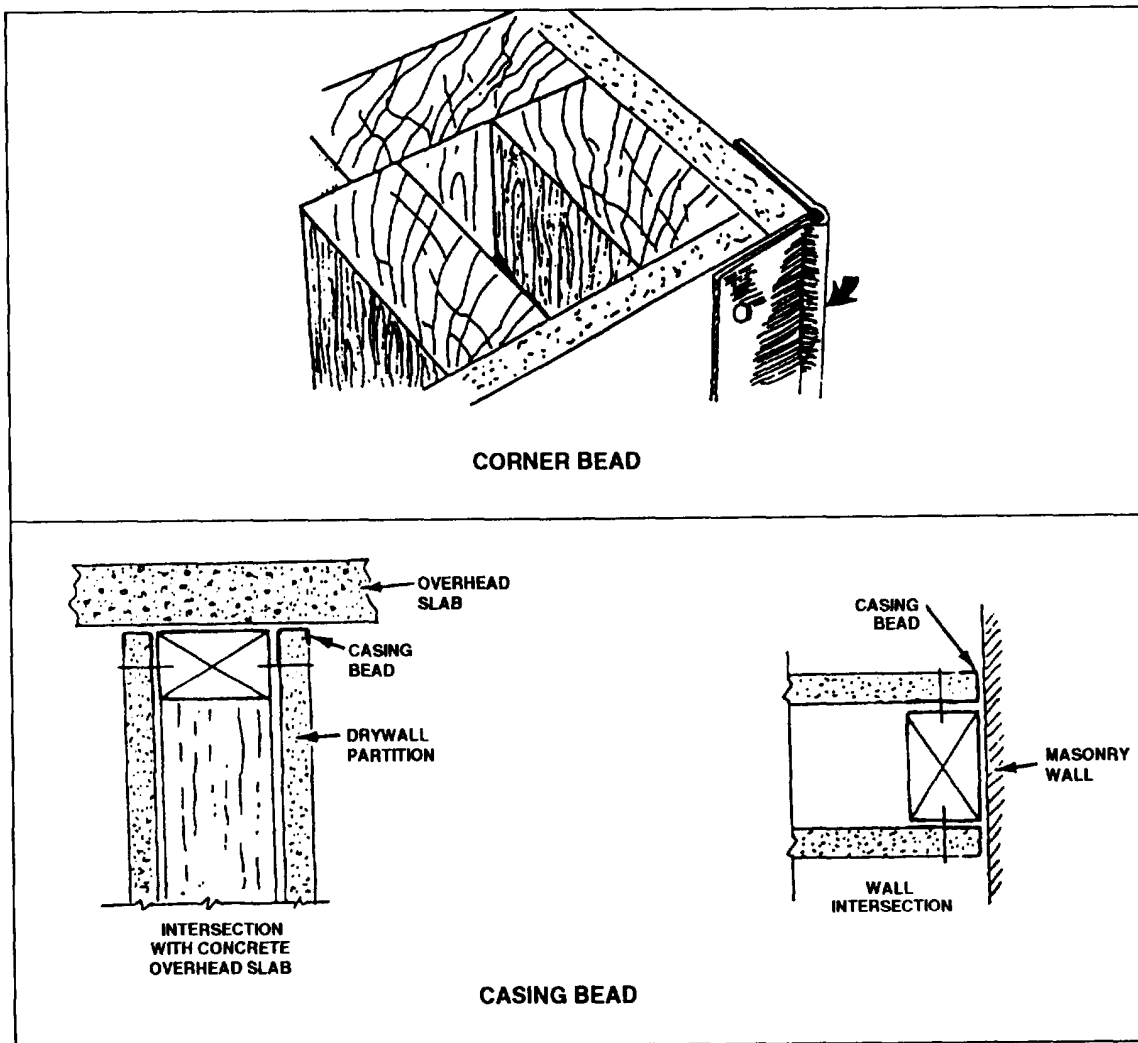 CORNER BEAD
OVERHEAD
SLAB
CASING
BEAD
DRYWALL
PARTITION
INTERSECTION
WITH CONCRETE
OVERHEAD SLAB
CASING
BEAD
MASONRY
WALL
WALL
INTERSECTION
CASING BEAD